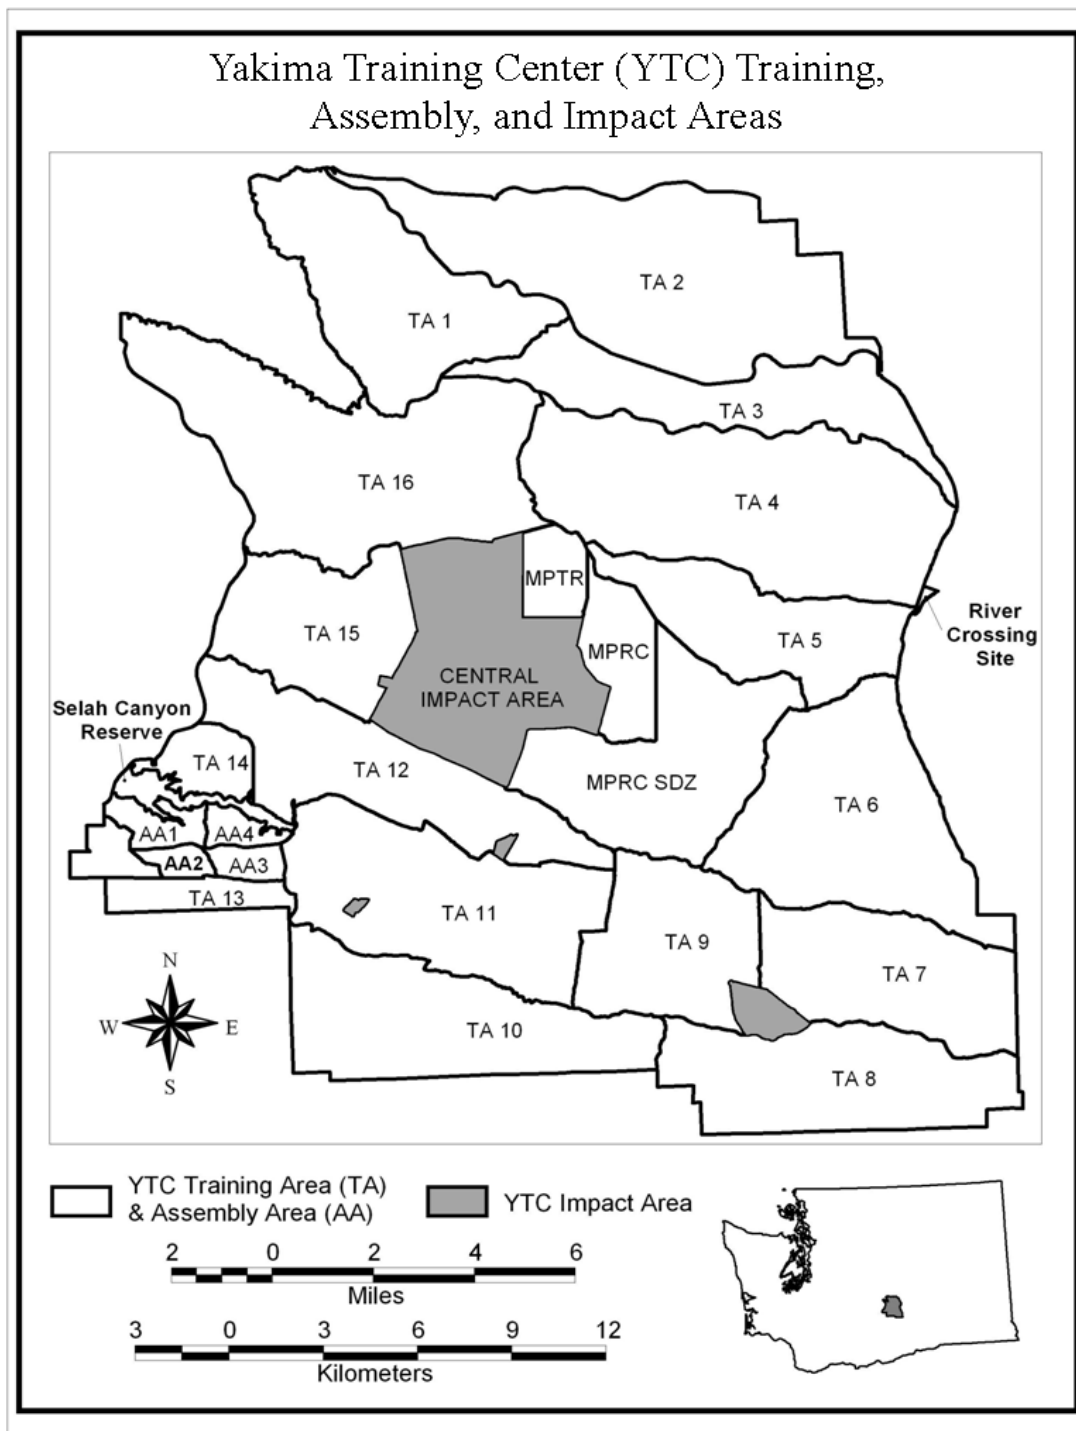 Yakima Training Center (YTC) Training,
Assembly, and Impact Areas
TA 2
TA 1
TA 3
TA 16
TA 4
MPTR
TA 15
MPRC
TA 5
River
Crossing
Site
CENTRAL
IMPACT AREA
Selah Canyon
Reserve
TA 14
TA 12
MPRC SDZ
TA 6
AA1
AA4
AA2
AA3
TA 13
TA 11
TA 9
TA 7
N
W
E
S
TA 10
TA 8
YTC Training Area (TA)
& Assembly Area (AA)
YTC Impact Area
2 0 2 4 6
Miles
3 0 3 6 9 12
Kilometers